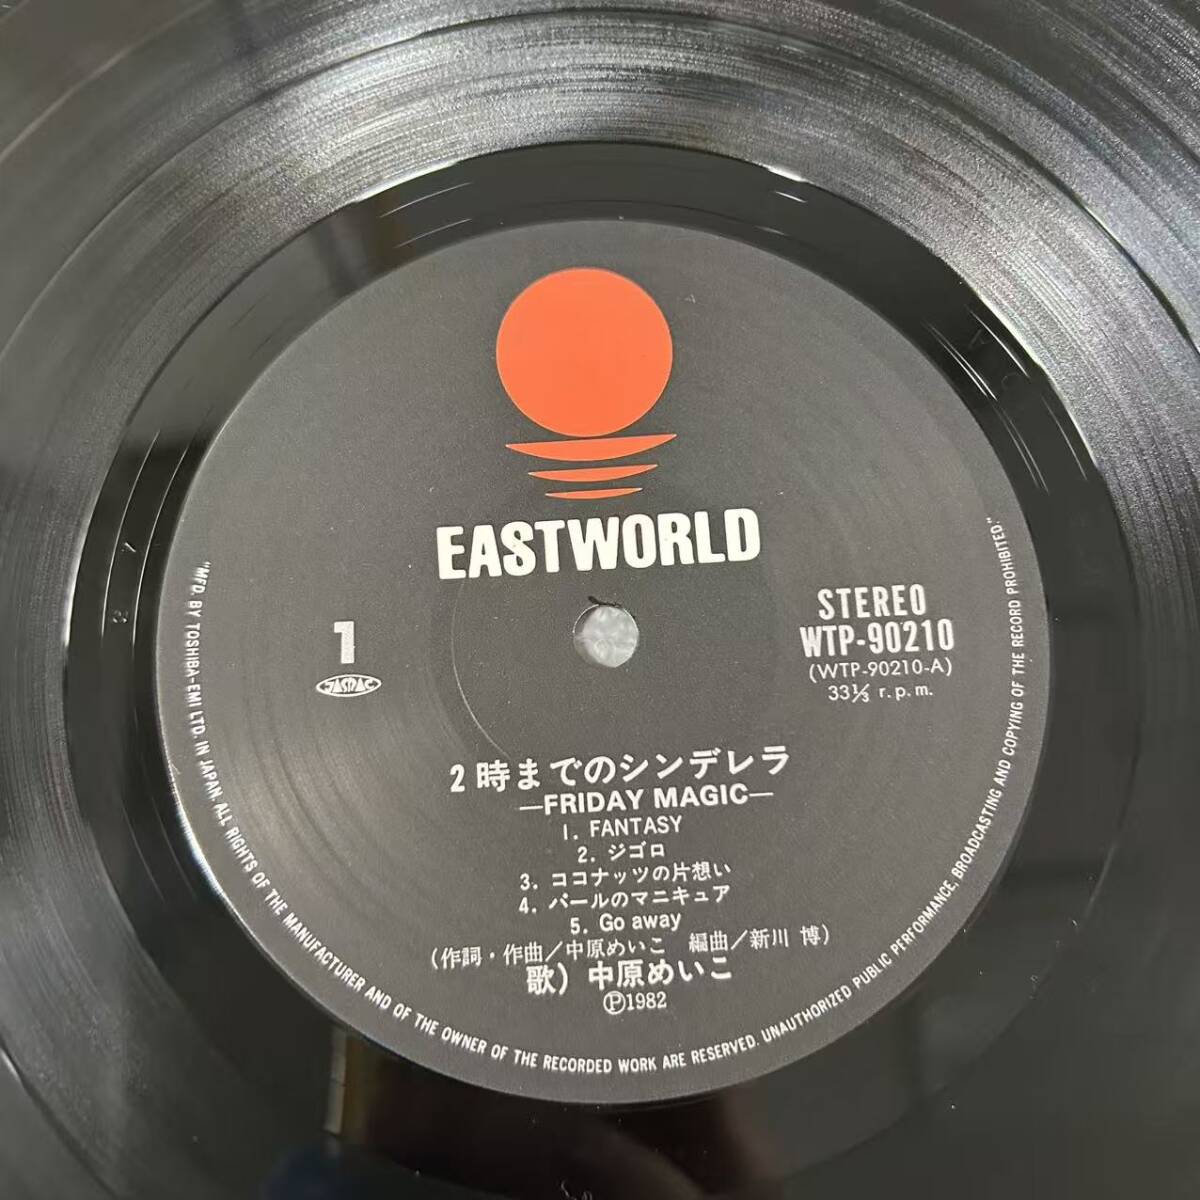 EASTWORLD
1
JASRAC
STEREO
WTP-90210
(WTP-90210-A)
33⅓ r.p.m.
2時までのシンデレラ
—FRIDAY MAGIC—
1. FANTASY
2. ジゴロ
3. ココナッツの片想い
4. パールのマニキュア
5. Go away
(作詞・作曲/中原めいこ 編曲/新川 博)
歌) 中原めいこ
Ⓟ1982
"MFD. BY TOSHIBA-EMI LTD. IN JAPAN. ALL RIGHTS OF THE MANUFACTURER AND OF THE OWNER OF THE RECORDED WORK ARE RESERVED. UNAUTHORIZED PUBLIC PERFORMANCE, BROADCASTING AND COPYING OF THE RECORD PROHIBITED."